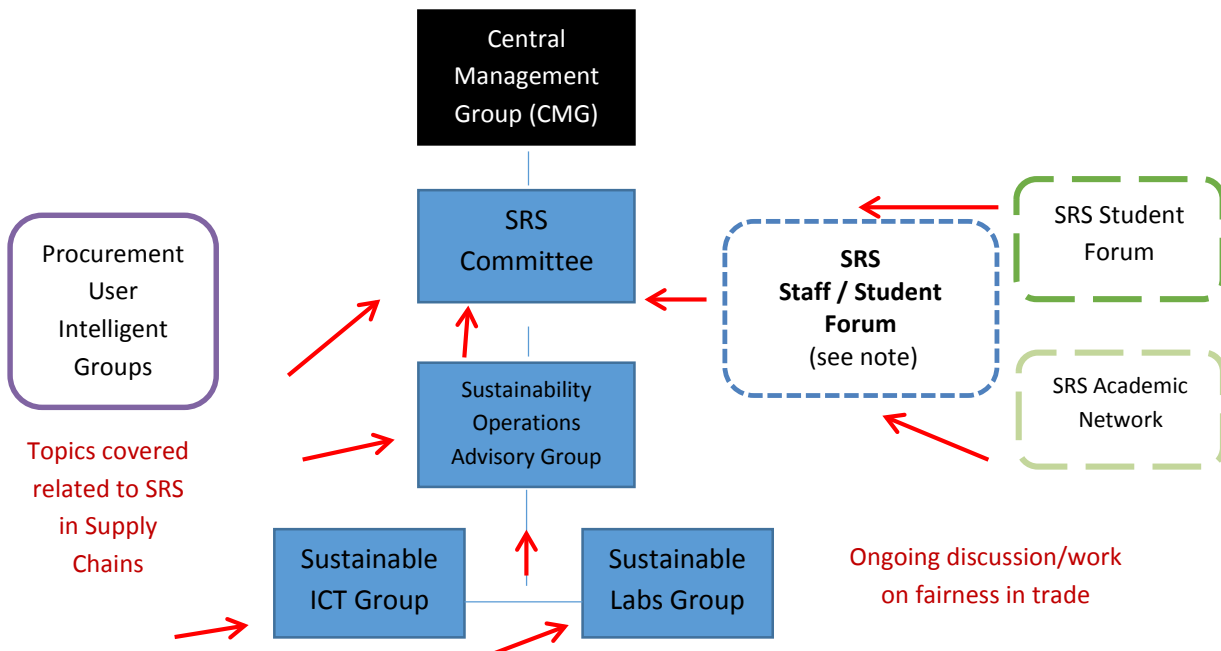 Central
Management
Group (CMG)
SRS
Committee
Procurement
User
Intelligent
Groups
SRS
Staff / Student
Forum
(see note)
SRS Student
Forum
SRS Academic
Network
Sustainability
Operations
Advisory Group
Topics covered
related to SRS
in Supply
Chains
Sustainable
ICT Group
Sustainable
Labs Group
Ongoing discussion/work
on fairness in trade